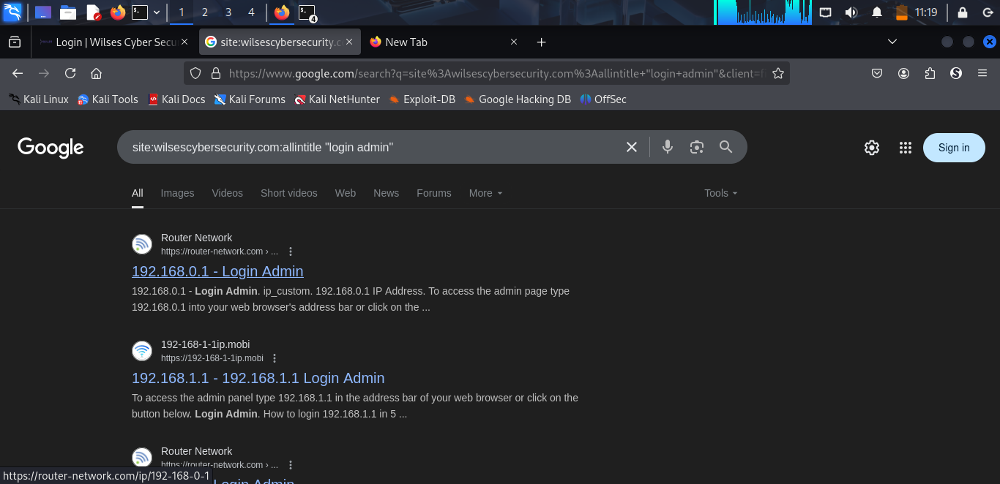 1 2 3 4 4 11:19
Login | Wilses Cyber Secu site:wilsescybersecurity.c New Tab
https://www.google.com/search?q=site%3Awilsescybersecurity.com%3Aallintitle+"login+admin"&client=f
Kali Linux Kali Tools Kali Docs Kali Forums Kali NetHunter Exploit-DB Google Hacking DB OffSec
Google site:wilsescybersecurity.com:allintitle "login admin" Sign in
All Images Videos Short videos Web News Forums More Tools
Router Network
https://router-network.com › ...
192.168.0.1 - Login Admin
192.168.0.1 - Login Admin. ip_custom. 192.168.0.1 IP Address. To access the admin page type
192.168.0.1 into your web browser's address bar or click on the ...
192-168-1-1ip.mobi
https://192-168-1-1ip.mobi
192.168.1.1 - 192.168.1.1 Login Admin
To access the admin panel type 192.168.1.1 in the address bar of your web browser or click on the
button below. Login Admin. How to login 192.168.1.1 in 5 ...
Router Network
https://router-network.com › ...
Login Admin
https://router-network.com/ip/192-168-0-1